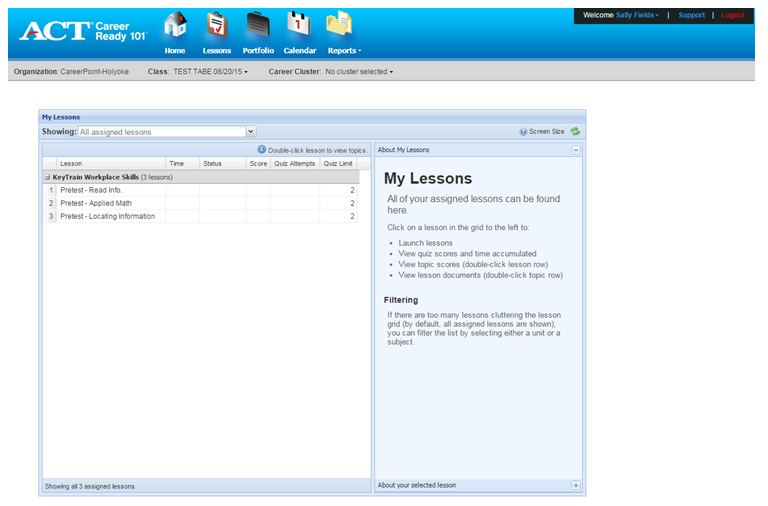 Welcome Sally Fields | Support | Logout
ACT® Career Ready 101™
Home Lessons Portfolio Calendar Reports
Organization: CareerPoint-Holyoke Class: TEST TABE 08/20/15 Career Cluster: No cluster selected
My Lessons
Showing: All assigned lessons Screen Size
Double-click lesson to view topics.
Lesson Time Status Score Quiz Attempts Quiz Limit
KeyTrain Workplace Skills (3 lessons)
1 Pretest - Read Info. 2
2 Pretest - Applied Math 2
3 Pretest - Locating Information 2
Showing all 3 assigned lessons.
About My Lessons
My Lessons
All of your assigned lessons can be found
here.
Click on a lesson in the grid to the left to:
• Launch lessons
• View quiz scores and time accumulated
• View topic scores (double-click lesson row)
• View lesson documents (double-click topic row)
Filtering
If there are too many lessons cluttering the lesson
grid (by default, all assigned lessons are shown),
you can filter the list by selecting either a unit or a
subject.
About your selected lesson